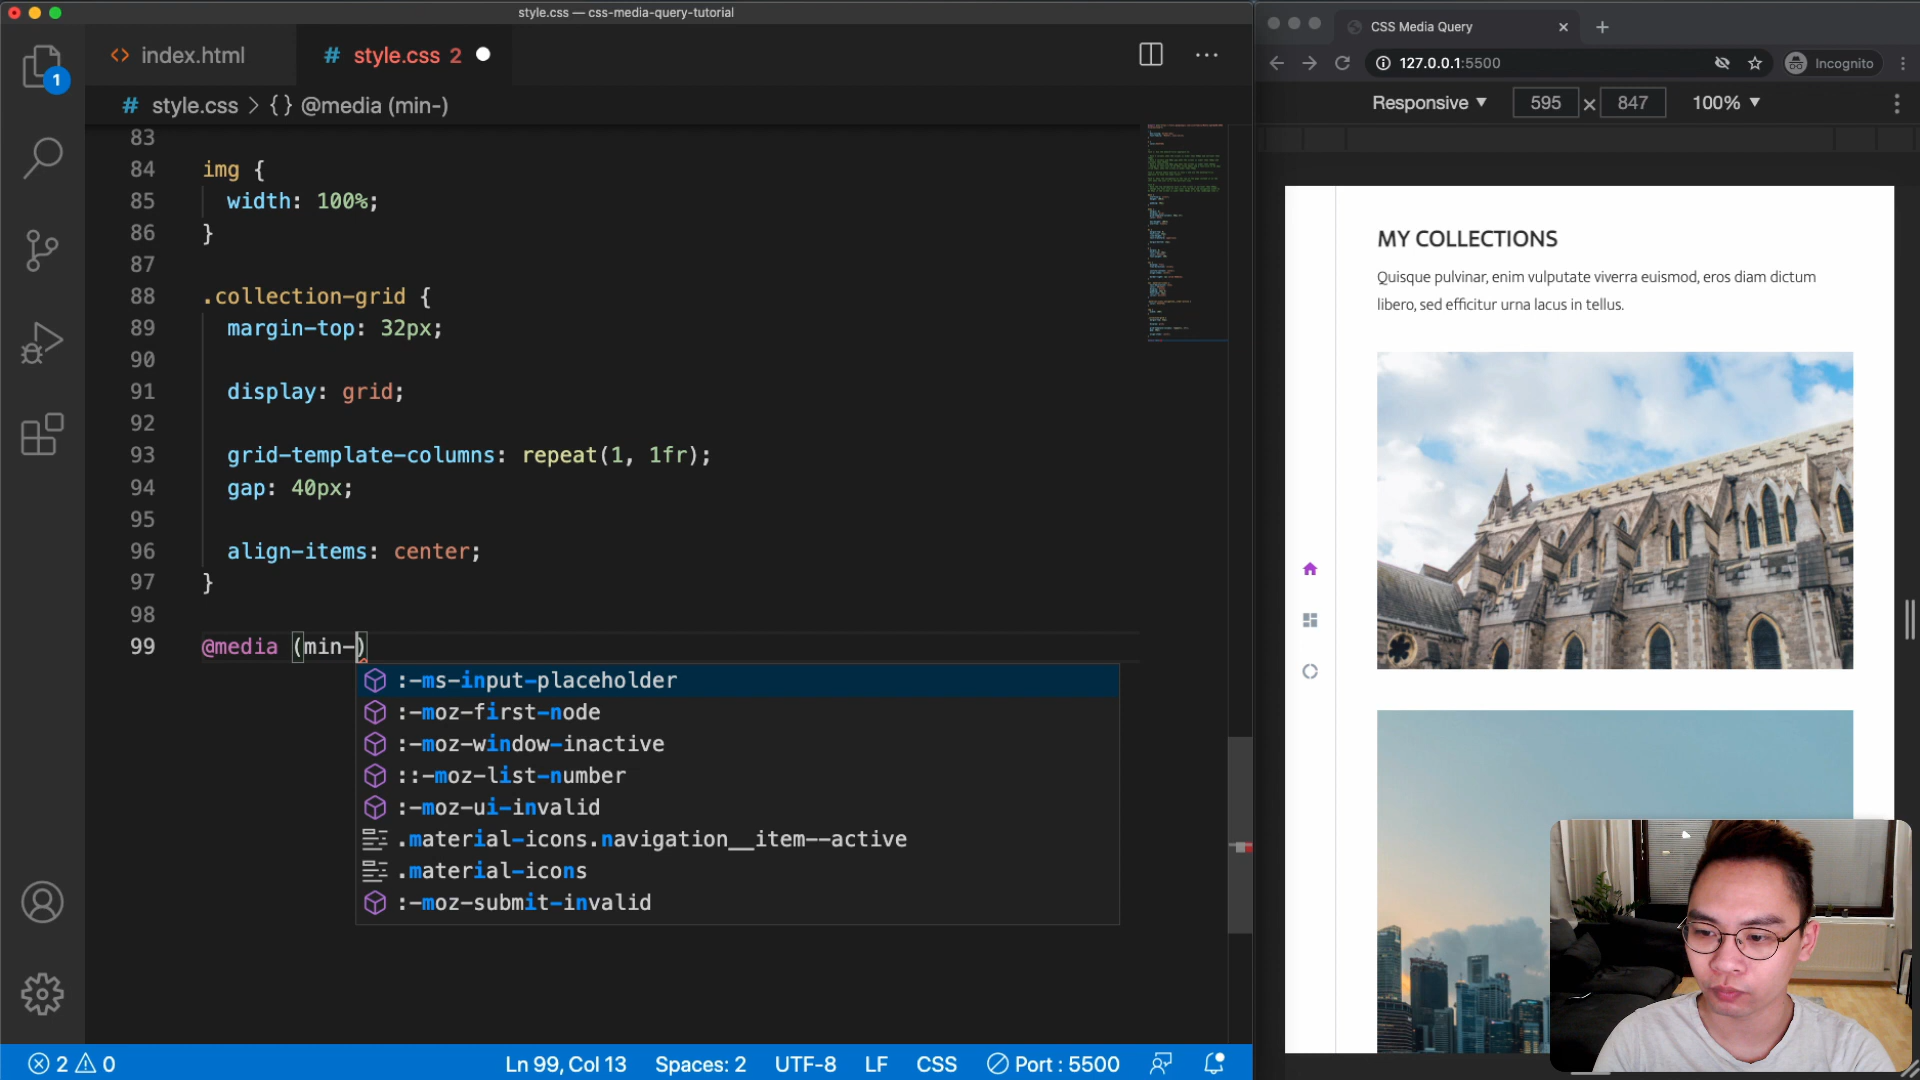 style.css — css-media-query-tutorial
index.html
style.css 2
style.css > {} @media (min-)
1
83
84 img {
85 width: 100%;
86 }
87
88 .collection-grid {
89 margin-top: 32px;
90
91 display: grid;
92
93 grid-template-columns: repeat(1, 1fr);
94 gap: 40px;
95
96 align-items: center;
97 }
98
99 @media (min-)
:-ms-input-placeholder
:-moz-first-node
:-moz-window-inactive
::-moz-list-number
:-moz-ui-invalid
.material-icons.navigation__item--active
.material-icons
:-moz-submit-invalid
2 0 Ln 99, Col 13 Spaces: 2 UTF-8 LF CSS Port : 5500
CSS Media Query
127.0.0.1:5500 Incognito
Responsive 595 × 847 100%
MY COLLECTIONS
Quisque pulvinar, enim vulputate viverra euismod, eros diam dictum
libero, sed efficitur urna lacus in tellus.